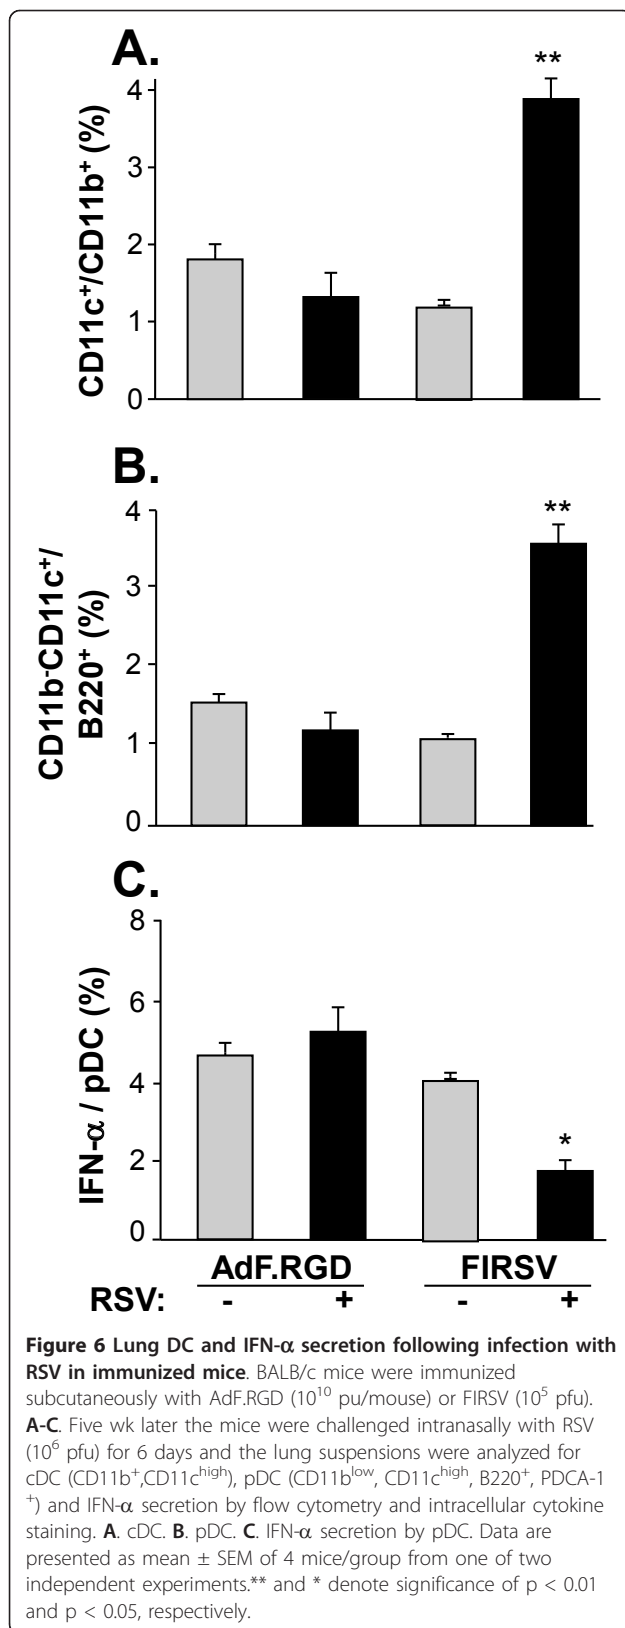 A.
**
CD11c⁺/CD11b⁺ (%)
4
3
2
1
0
B.
**
CD11b⁻CD11c⁺/
B220⁺ (%)
4
3
2
1
0
C.
*
IFN-α / pDC (%)
8
6
4
2
0
AdF.RGD FIRSV
RSV: - + - +
Figure 6 Lung DC and IFN-α secretion following infection with
RSV in immunized mice. BALB/c mice were immunized
subcutaneously with AdF.RGD (10¹⁰ pu/mouse) or FIRSV (10⁵ pfu).
A-C. Five wk later the mice were challenged intranasally with RSV
(10⁶ pfu) for 6 days and the lung suspensions were analyzed for
cDC (CD11b⁺,CD11cʰⁱᵍʰ), pDC (CD11bˡᵒʷ, CD11cʰⁱᵍʰ, B220⁺, PDCA-1
⁺) and IFN-α secretion by flow cytometry and intracellular cytokine
staining. A. cDC. B. pDC. C. IFN-α secretion by pDC. Data are
presented as mean ± SEM of 4 mice/group from one of two
independent experiments.** and * denote significance of p < 0.01
and p < 0.05, respectively.